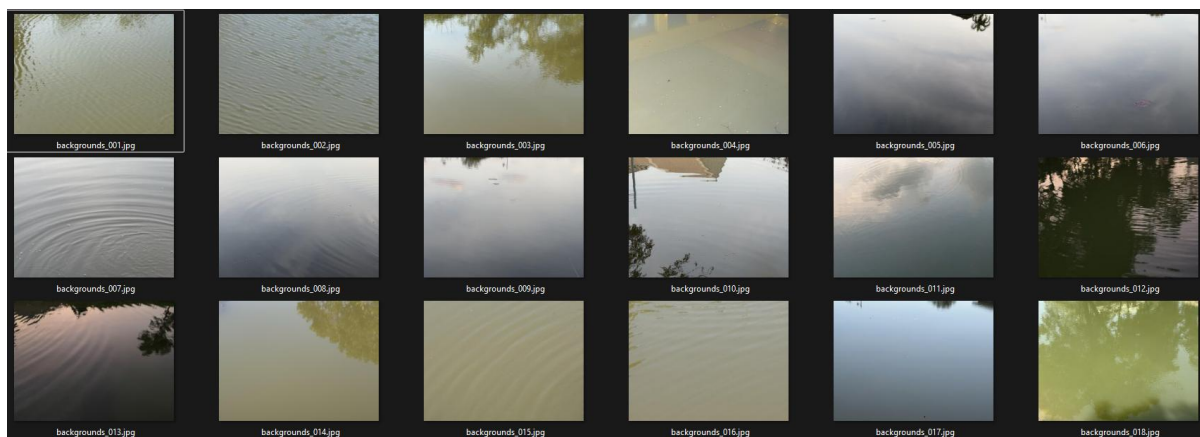 backgrounds_001.jpg
backgrounds_002.jpg
backgrounds_003.jpg
backgrounds_004.jpg
backgrounds_005.jpg
backgrounds_006.jpg
backgrounds_007.jpg
backgrounds_008.jpg
backgrounds_009.jpg
backgrounds_010.jpg
backgrounds_011.jpg
backgrounds_012.jpg
backgrounds_013.jpg
backgrounds_014.jpg
backgrounds_015.jpg
backgrounds_016.jpg
backgrounds_017.jpg
backgrounds_018.jpg